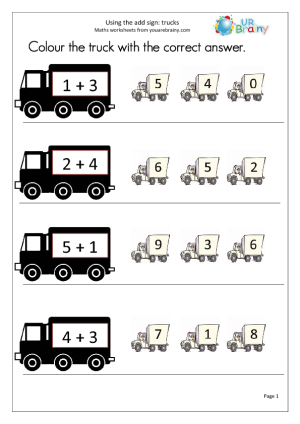 Using the add sign: trucks
Maths worksheets from yourarebrainy.com
UR Brainy
Colour the truck with the correct answer.
1 + 3 5 4 0
2 + 4 6 5 2
5 + 1 9 3 6
4 + 3 7 1 8
Page 1